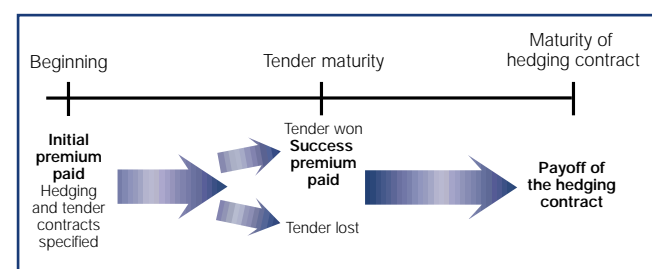 Beginning
Tender maturity
Maturity of
hedging contract
Initial
premium
paid
Hedging
and tender
contracts
specified
Tender won
Success
premium
paid
Tender lost
Payoff of
the hedging
contract